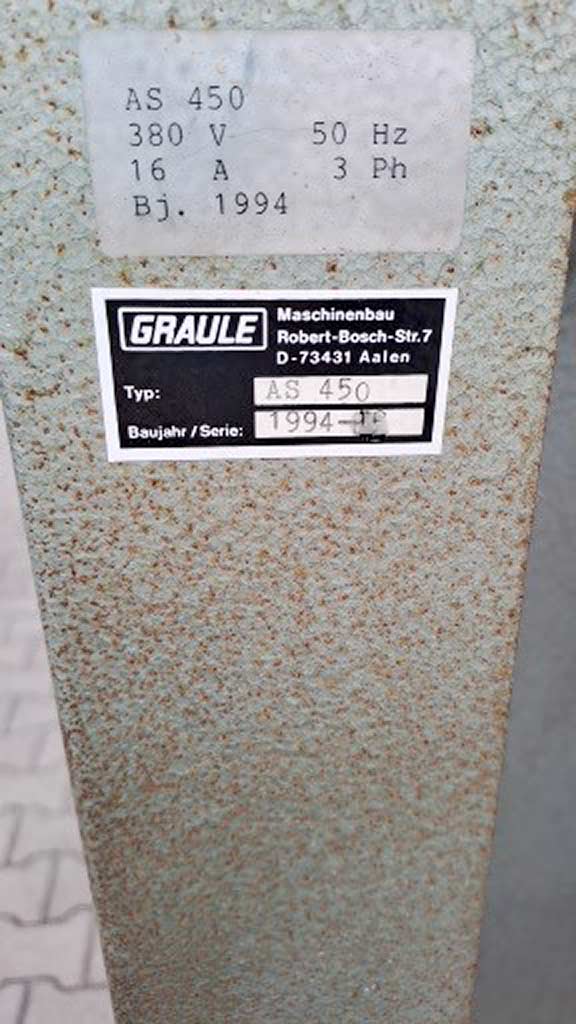 AS 450
380 V 50 Hz
16 A 3 Ph
Bj. 1994
GRAULE
Maschinenbau
Robert-Bosch-Str.7
D-73431 Aalen
Typ: AS 450
Baujahr/Serie: 1994-